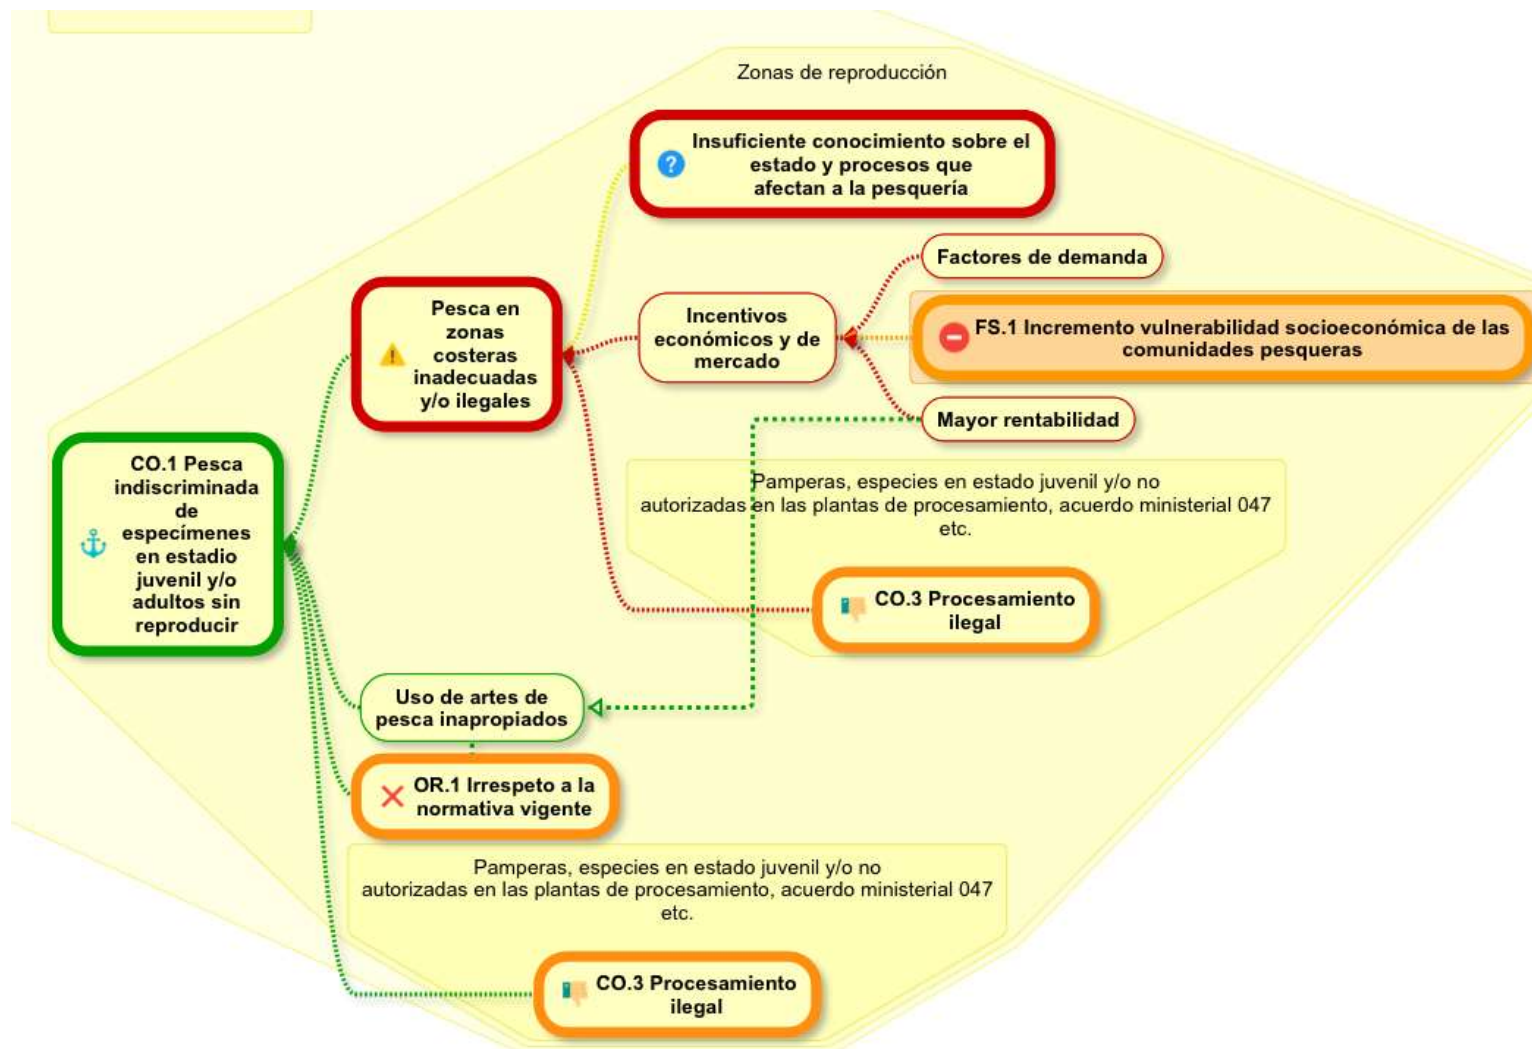 Zonas de reproducción
Insuficiente conocimiento sobre el
estado y procesos que
afectan a la pesquería
Factores de demanda
Pesca en
zonas
costeras
inadecuadas
y/o ilegales
Incentivos
económicos y de
mercado
FS.1 Incremento vulnerabilidad socioeconómica de las
comunidades pesqueras
Mayor rentabilidad
CO.1 Pesca
indiscriminada
de
especímenes
en estadio
juvenil y/o
adultos sin
reproducir
Pamperas, especies en estado juvenil y/o no
autorizadas en las plantas de procesamiento, acuerdo ministerial 047
etc.
CO.3 Procesamiento
ilegal
Uso de artes de
pesca inapropiados
OR.1 Irrespeto a la
normativa vigente
Pamperas, especies en estado juvenil y/o no
autorizadas en las plantas de procesamiento, acuerdo ministerial 047
etc.
CO.3 Procesamiento
ilegal